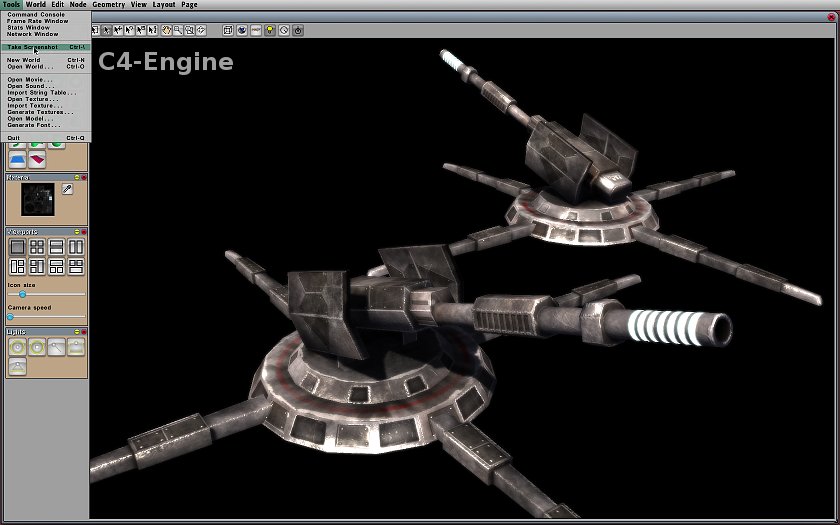 Tools World Edit Node Geometry View Layout Page
Command Console
Frame Rate Window
Stats Window
Network Window
Take Screenshot Ctrl-\
New World Ctrl-N
Open World... Ctrl-O
Open Movie...
Open Sound...
Import String Table...
Open Texture...
Import Texture...
Generate Textures...
Open Model...
Generate Font...
Quit Ctrl-Q
C4-Engine
Material
Viewports
Icon size
Camera speed
Lights